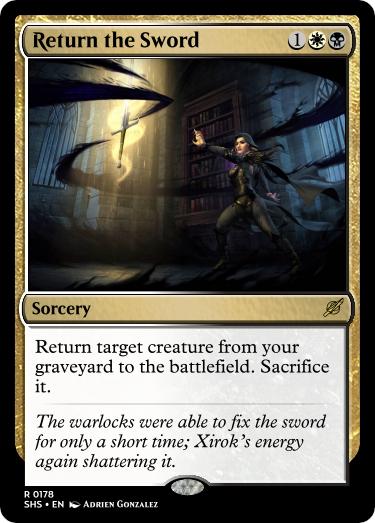 Return the Sword 1
Sorcery
Return target creature from your
graveyard to the battlefield. Sacrifice
it.
The warlocks were able to fix the sword
for only a short time; Xirok's energy
again shattering it.
R 0178
SHS • EN Adrien Gonzalez